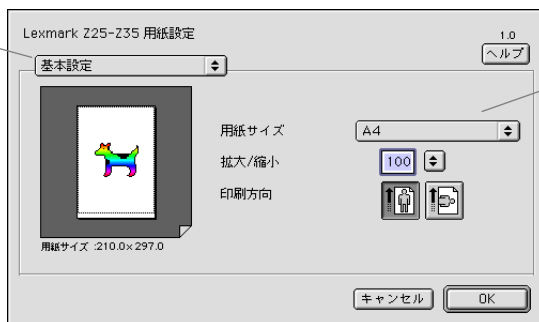 Lexmark Z25-Z35 用紙設定
1.0
ヘルプ
基本設定
用紙サイズ
A4
拡大/縮小
100
印刷方向
用紙サイズ :210.0×297.0
キャンセル
OK